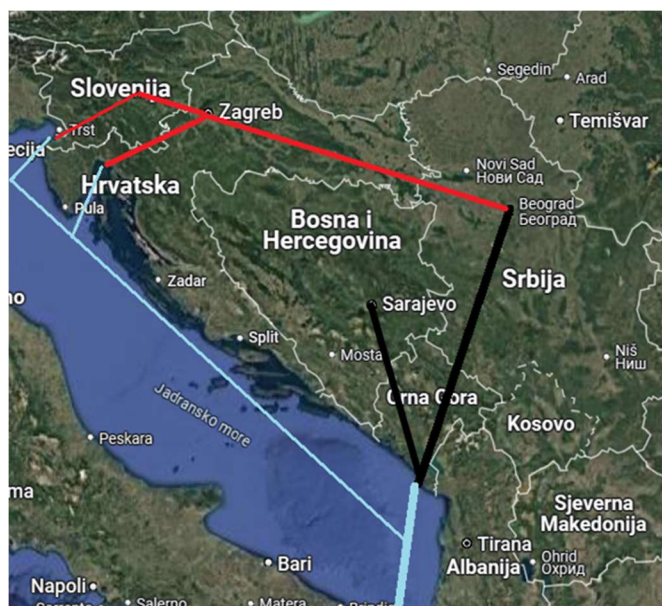 Segedin
Arad
Slovenija
Zagreb
Temišvar
Trst
ecija
Novi Sad
Нови Сад
Hrvatska
Pula
Beograd
Београд
Bosna i
Hercegovina
Srbija
Zadar
no
Sarajevo
Split
Mosta
Niš
Ниш
Crna Gora
Jadransko more
Kosovo
Peskara
ma
Sjeverna
Makedonija
Tirana
Albanija
Ohrid
Охрид
Bari
Napoli
Salerno
Matera